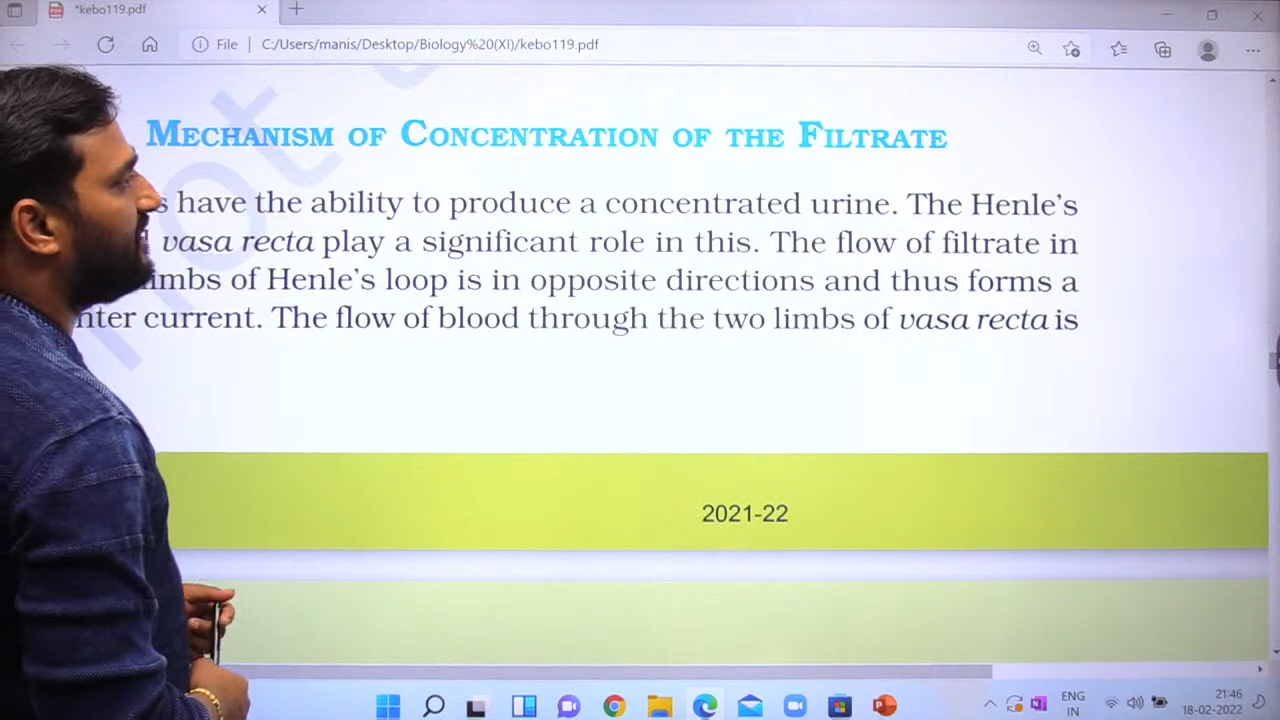 *kebo119.pdf
File
C:/Users/manis/Desktop/Biology%20(XI)/kebo119.pdf
not
MECHANISM OF CONCENTRATION OF THE FILTRATE
s have the ability to produce a concentrated urine. The Henle's
vasa recta play a significant role in this. The flow of filtrate in
imbs of Henle's loop is in opposite directions and thus forms a
nter current. The flow of blood through the two limbs of vasa recta is
2021-22
ENG
IN
21:46
18-02-2022